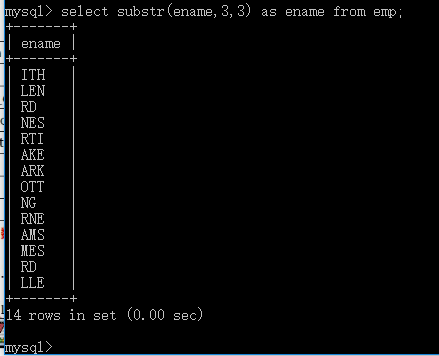 mysql> select substr(ename,3,3) as ename from emp;
+-------+
| ename |
+-------+
| ITH   |
| LEN   |
| RD    |
| NES   |
| RTI   |
| AKE   |
| ARK   |
| OTT   |
| NG    |
| RNE   |
| AMS   |
| MES   |
| RD    |
| LLE   |
+-------+
14 rows in set (0.00 sec)
mysql>